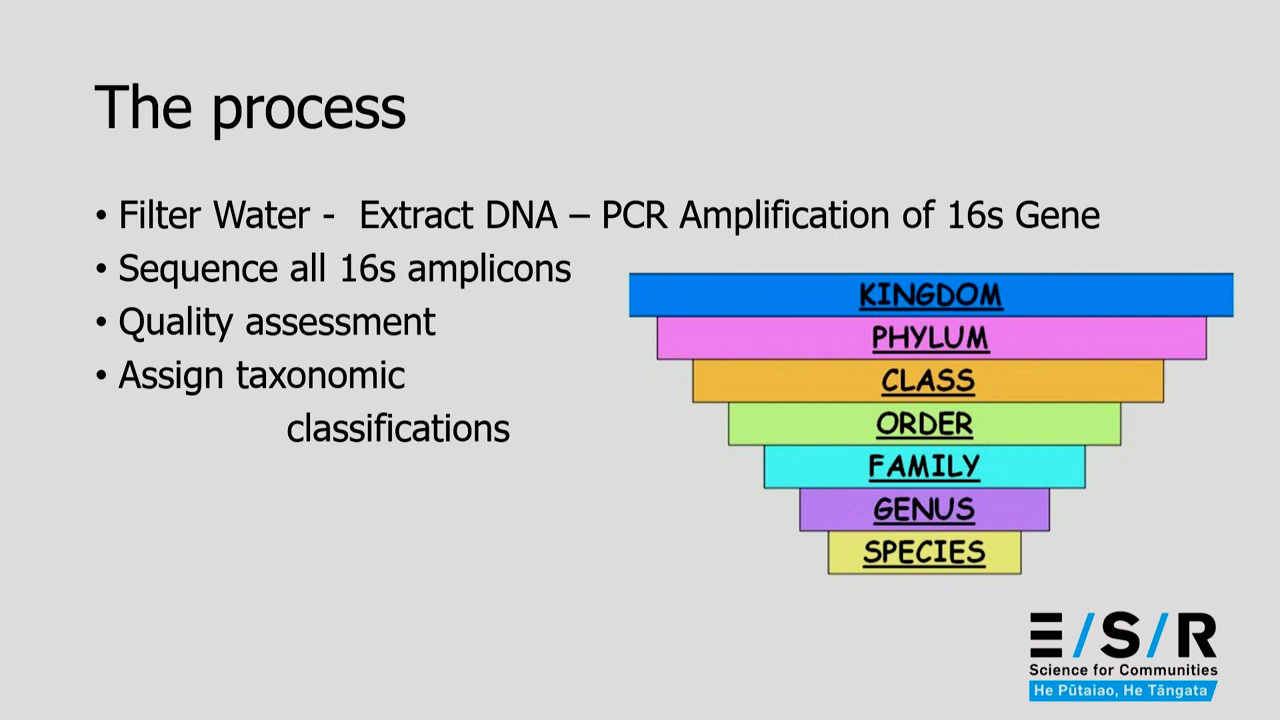 The process
• Filter Water - Extract DNA – PCR Amplification of 16s Gene
• Sequence all 16s amplicons
• Quality assessment
• Assign taxonomic
classifications
KINGDOM
PHYLUM
CLASS
ORDER
FAMILY
GENUS
SPECIES
E/S/R
Science for Communities
He Pūtaiao, He Tāngata